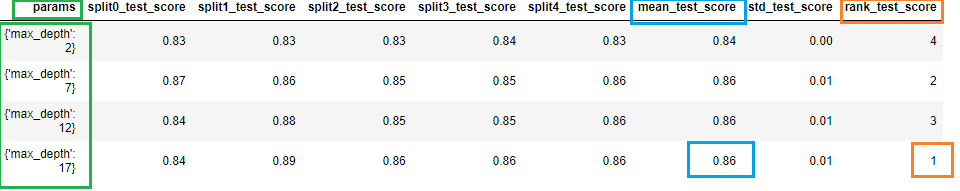 params split0_test_score split1_test_score split2_test_score split3_test_score split4_test_score mean_test_score std_test_score rank_test_score
{'max_depth':
2} 0.83 0.83 0.83 0.84 0.83 0.84 0.00 4
{'max_depth':
7} 0.87 0.86 0.85 0.85 0.86 0.86 0.01 2
{'max_depth':
12} 0.84 0.88 0.85 0.85 0.86 0.86 0.01 3
{'max_depth':
17} 0.84 0.89 0.86 0.86 0.86 0.86 0.01 1